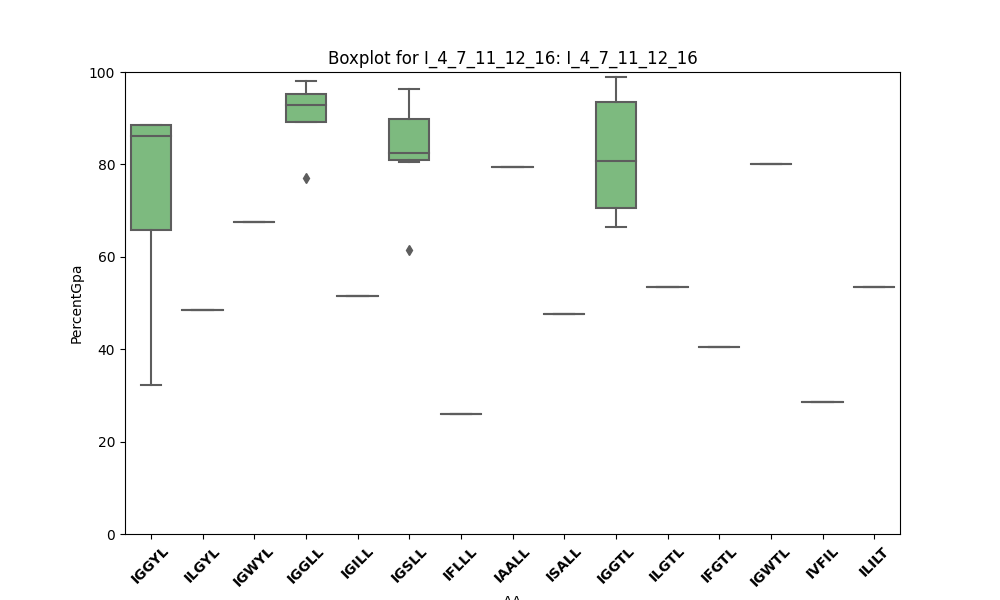 Boxplot for I_4_7_11_12_16: I_4_7_11_12_16
100
80
60
40
20
0
PercentGpa
IGGYL
ILGYL
IGWYL
IGGLL
IGILL
IGSLL
IFLLL
IAALL
ISALL
IGGTL
ILGTL
IFGTL
IGWTL
IVFIL
ILILT